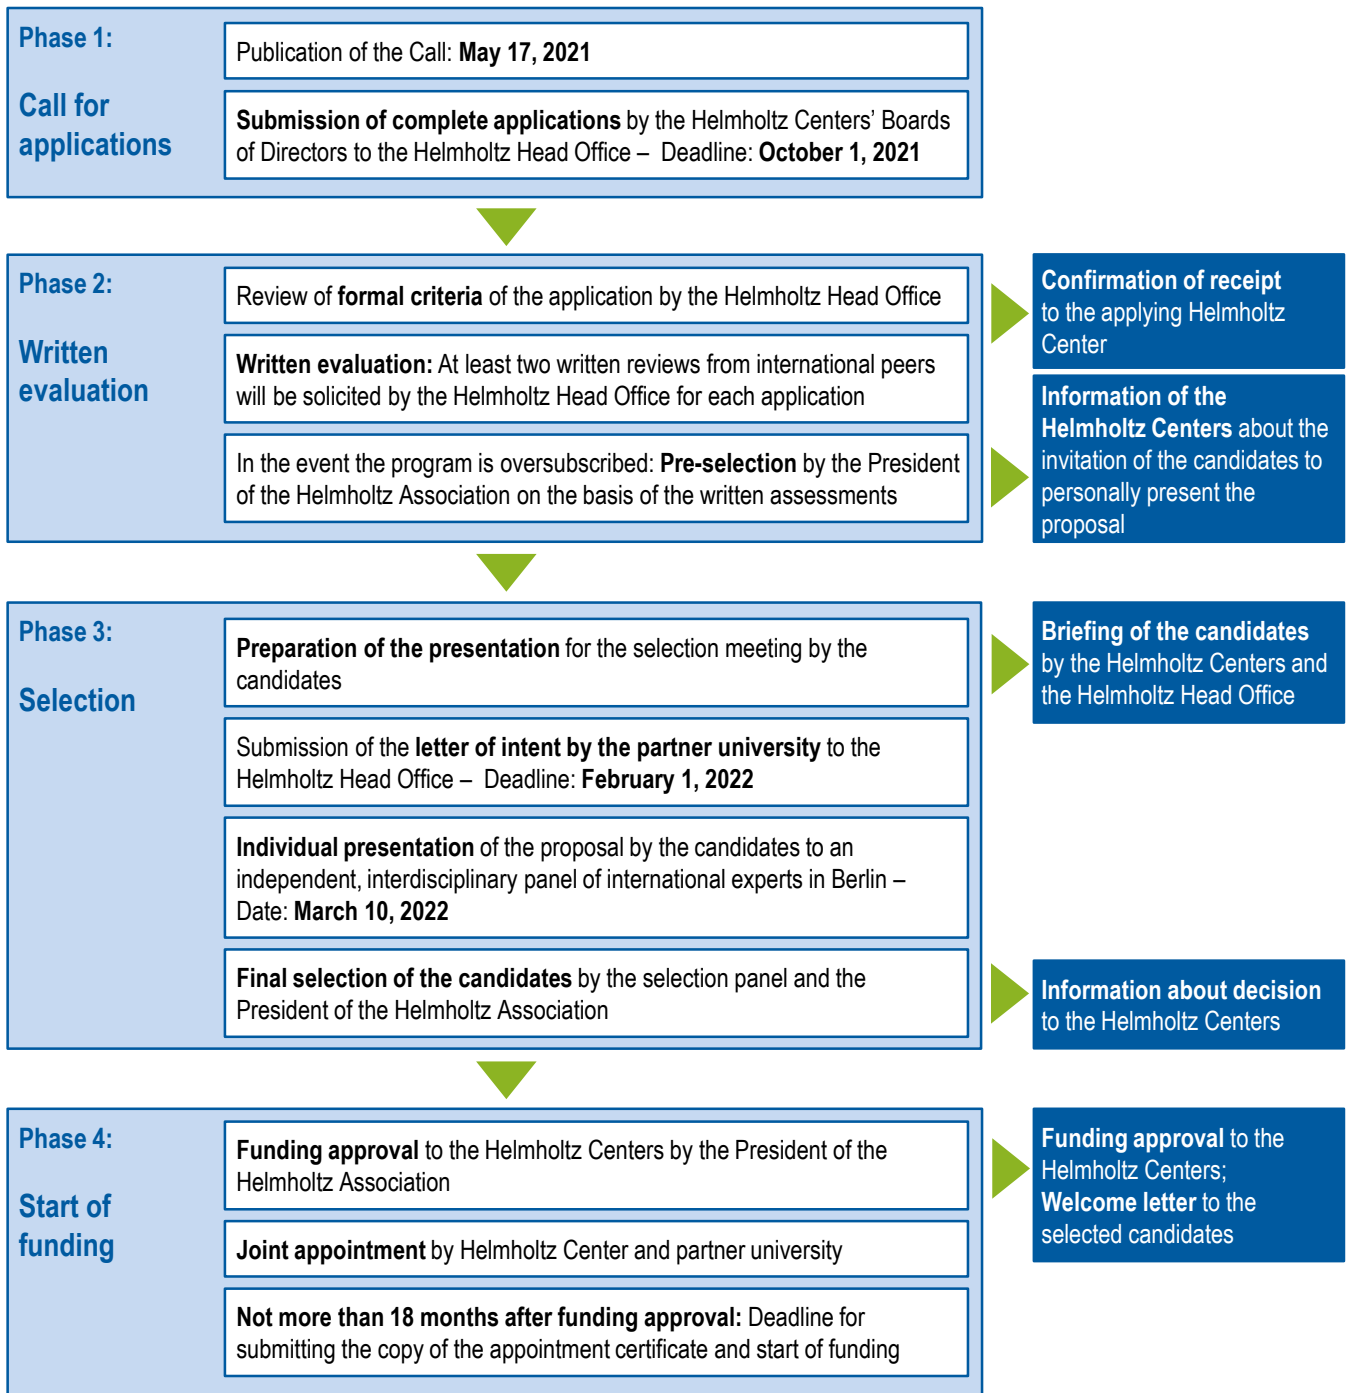 Phase 1:
Call for
applications
Publication of the Call: May 17, 2021
Submission of complete applications by the Helmholtz Centers’ Boards
of Directors to the Helmholtz Head Office – Deadline: October 1, 2021
Phase 2:
Written
evaluation
Review of formal criteria of the application by the Helmholtz Head Office
Written evaluation: At least two written reviews from international peers
will be solicited by the Helmholtz Head Office for each application
In the event the program is oversubscribed: Pre-selection by the President
of the Helmholtz Association on the basis of the written assessments
Confirmation of receipt
to the applying Helmholtz
Center
Information of the
Helmholtz Centers about the
invitation of the candidates to
personally present the
proposal
Phase 3:
Selection
Preparation of the presentation for the selection meeting by the
candidates
Submission of the letter of intent by the partner university to the
Helmholtz Head Office – Deadline: February 1, 2022
Individual presentation of the proposal by the candidates to an
independent, interdisciplinary panel of international experts in Berlin –
Date: March 10, 2022
Final selection of the candidates by the selection panel and the
President of the Helmholtz Association
Briefing of the candidates
by the Helmholtz Centers and
the Helmholtz Head Office
Information about decision
to the Helmholtz Centers
Phase 4:
Start of
funding
Funding approval to the Helmholtz Centers by the President of the
Helmholtz Association
Joint appointment by Helmholtz Center and partner university
Not more than 18 months after funding approval: Deadline for
submitting the copy of the appointment certificate and start of funding
Funding approval to the
Helmholtz Centers;
Welcome letter to the
selected candidates